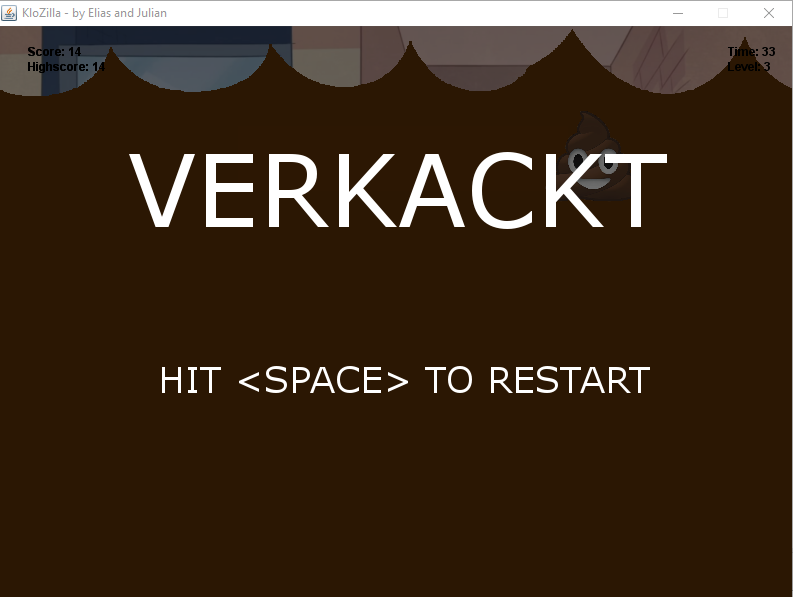 KloZilla - by Elias and Julian
Score: 14
Highscore: 14
Time: 33
Level: 3
VERKACKT
HIT <SPACE> TO RESTART